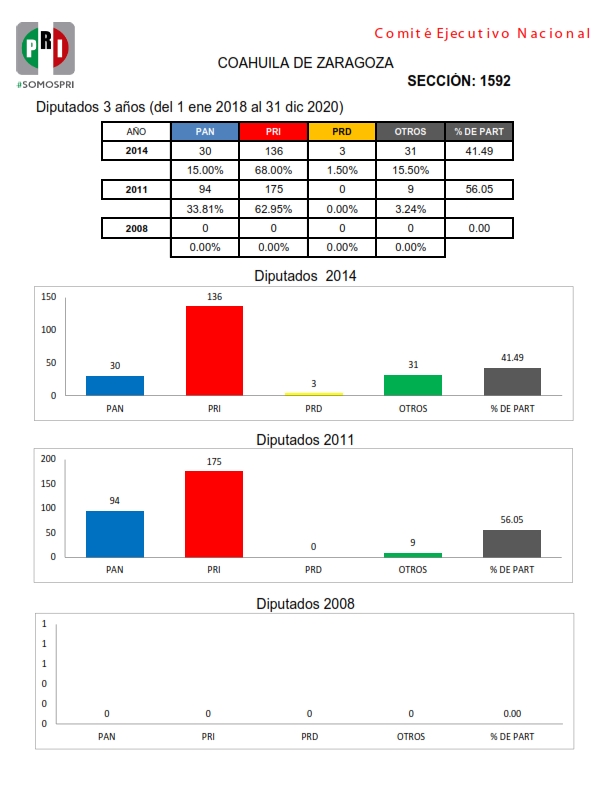 Comité Ejecutivo Nacional
PRI
#SOMOSPRI
COAHUILA DE ZARAGOZA
SECCIÓN: 1592
Diputados 3 años (del 1 ene 2018 al 31 dic 2020)
AÑO PAN PRI PRD OTROS % DE PART
2014 30 136 3 31 41.49
15.00% 68.00% 1.50% 15.50%
2011 94 175 0 9 56.05
33.81% 62.95% 0.00% 3.24%
2008 0 0 0 0 0.00
0.00% 0.00% 0.00% 0.00%
Diputados 2014
150
100
50
0
30
136
3
31
41.49
PAN PRI PRD OTROS % DE PART
Diputados 2011
200
150
100
50
0
94
175
0
9
56.05
PAN PRI PRD OTROS % DE PART
Diputados 2008
1
1
1
0
0
0
0 0 0 0 0.00
PAN PRI PRD OTROS % DE PART